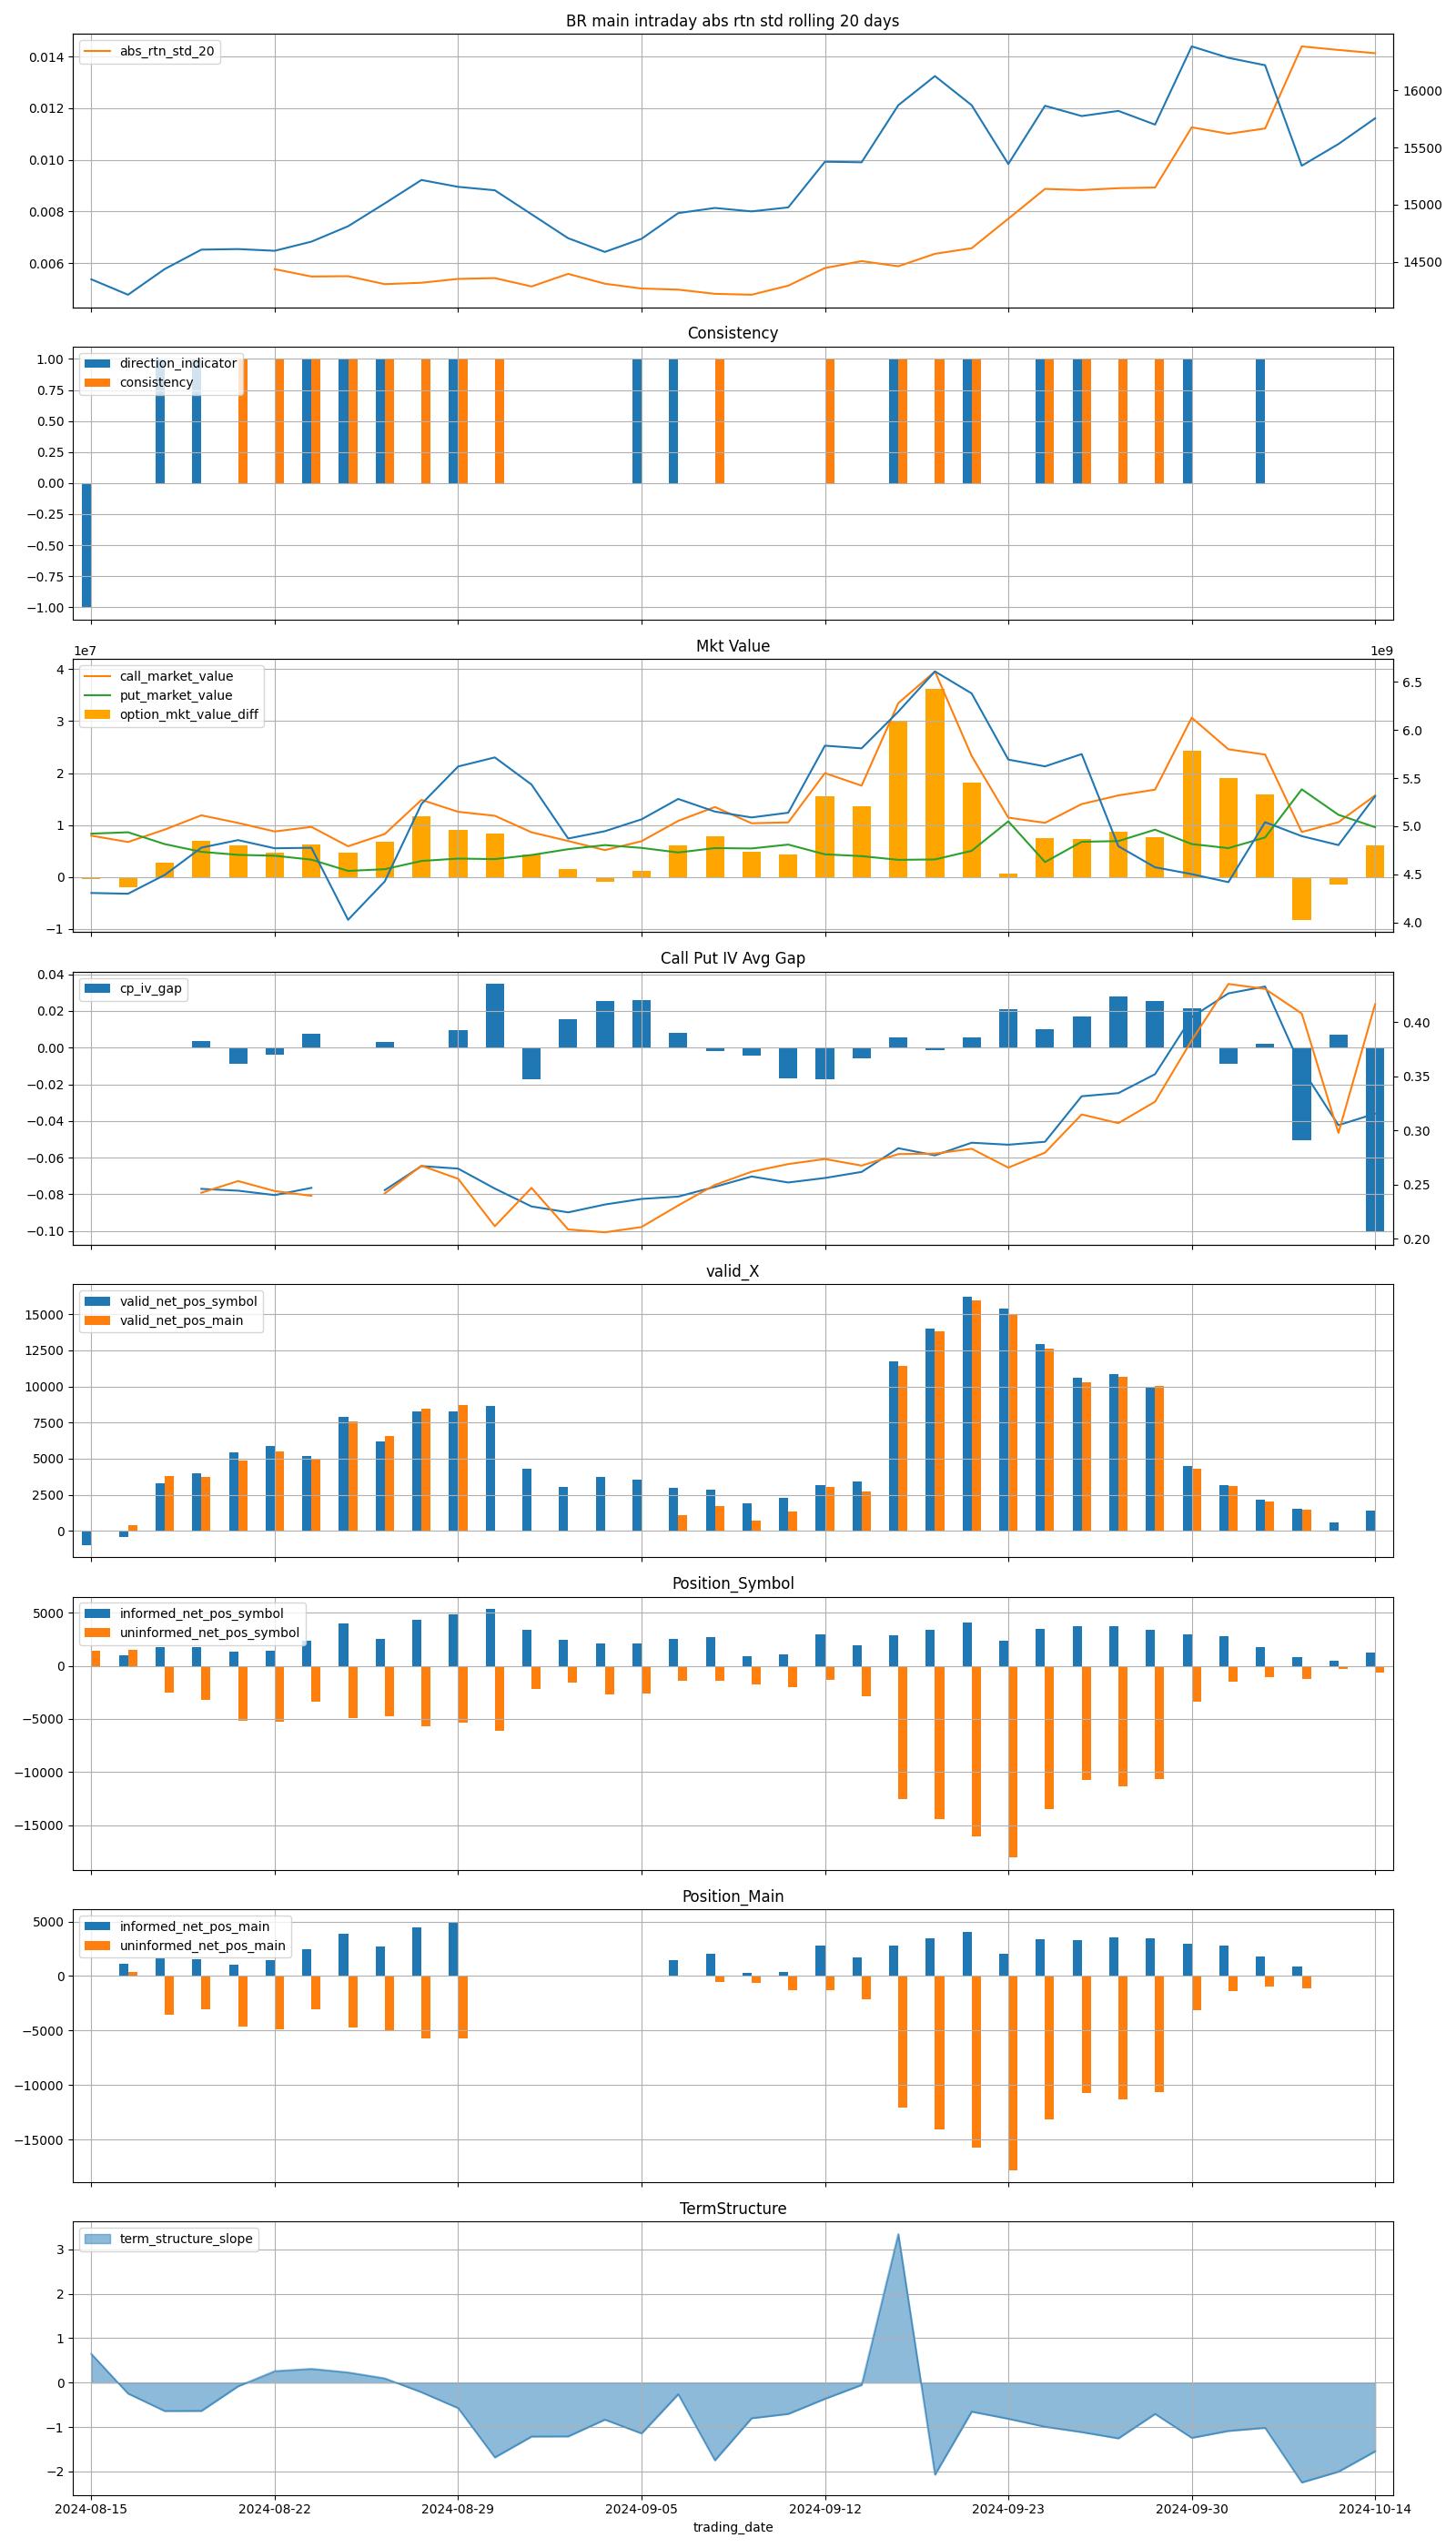 BR main intraday abs rtn std rolling 20 days
abs_rtn_std_20
0.014
0.012
0.010
0.008
0.006
16000
15500
15000
14500
Consistency
direction_indicator
consistency
1.00
0.75
0.50
0.25
0.00
−0.25
−0.50
−0.75
−1.00
Mkt Value
1e7
1e9
call_market_value
put_market_value
option_mkt_value_diff
4
3
2
1
0
−1
6.5
6.0
5.5
5.0
4.5
4.0
Call Put IV Avg Gap
cp_iv_gap
0.04
0.02
0.00
−0.02
−0.04
−0.06
−0.08
−0.10
0.40
0.35
0.30
0.25
0.20
valid_X
valid_net_pos_symbol
valid_net_pos_main
15000
12500
10000
7500
5000
2500
0
Position_Symbol
informed_net_pos_symbol
uninformed_net_pos_symbol
5000
0
−5000
−10000
−15000
Position_Main
informed_net_pos_main
uninformed_net_pos_main
5000
0
−5000
−10000
−15000
TermStructure
term_structure_slope
3
2
1
0
−1
−2
2024-08-15 2024-08-22 2024-08-29 2024-09-05 2024-09-12 2024-09-23 2024-09-30 2024-10-14
trading_date